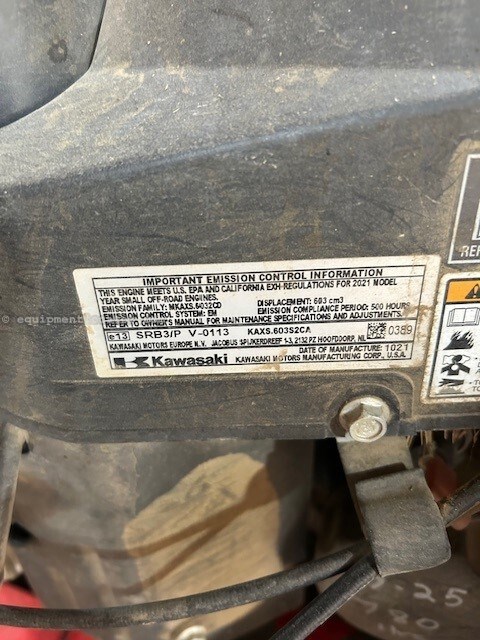 IMPORTANT EMISSION CONTROL INFORMATION
THIS ENGINE MEETS U.S. EPA AND CALIFORNIA EXH-REGULATIONS FOR 2021 MODEL
YEAR SMALL OFF-ROAD ENGINES.
EMISSION FAMILY: MKAXS.6032CD DISPLACEMENT: 603 cm3
EMISSION CONTROL SYSTEM: EM EMISSION COMPLIANCE PERIOD: 500 HOURS
REFER TO OWNER'S MANUAL FOR MAINTENANCE SPECIFICATIONS AND ADJUSTMENTS.
e13 SRB3/P V-0113 KAXS.603S2CA 0389
KAWASAKI MOTORS EUROPE N.V. JACOBUS SPIJKERDREEF 1-3, 2132 PZ HOOFDDORP, NL
DATE OF MANUFACTURE: 1021
Kawasaki KAWASAKI MOTORS MANUFACTURING CORP., U.S.A.
REF